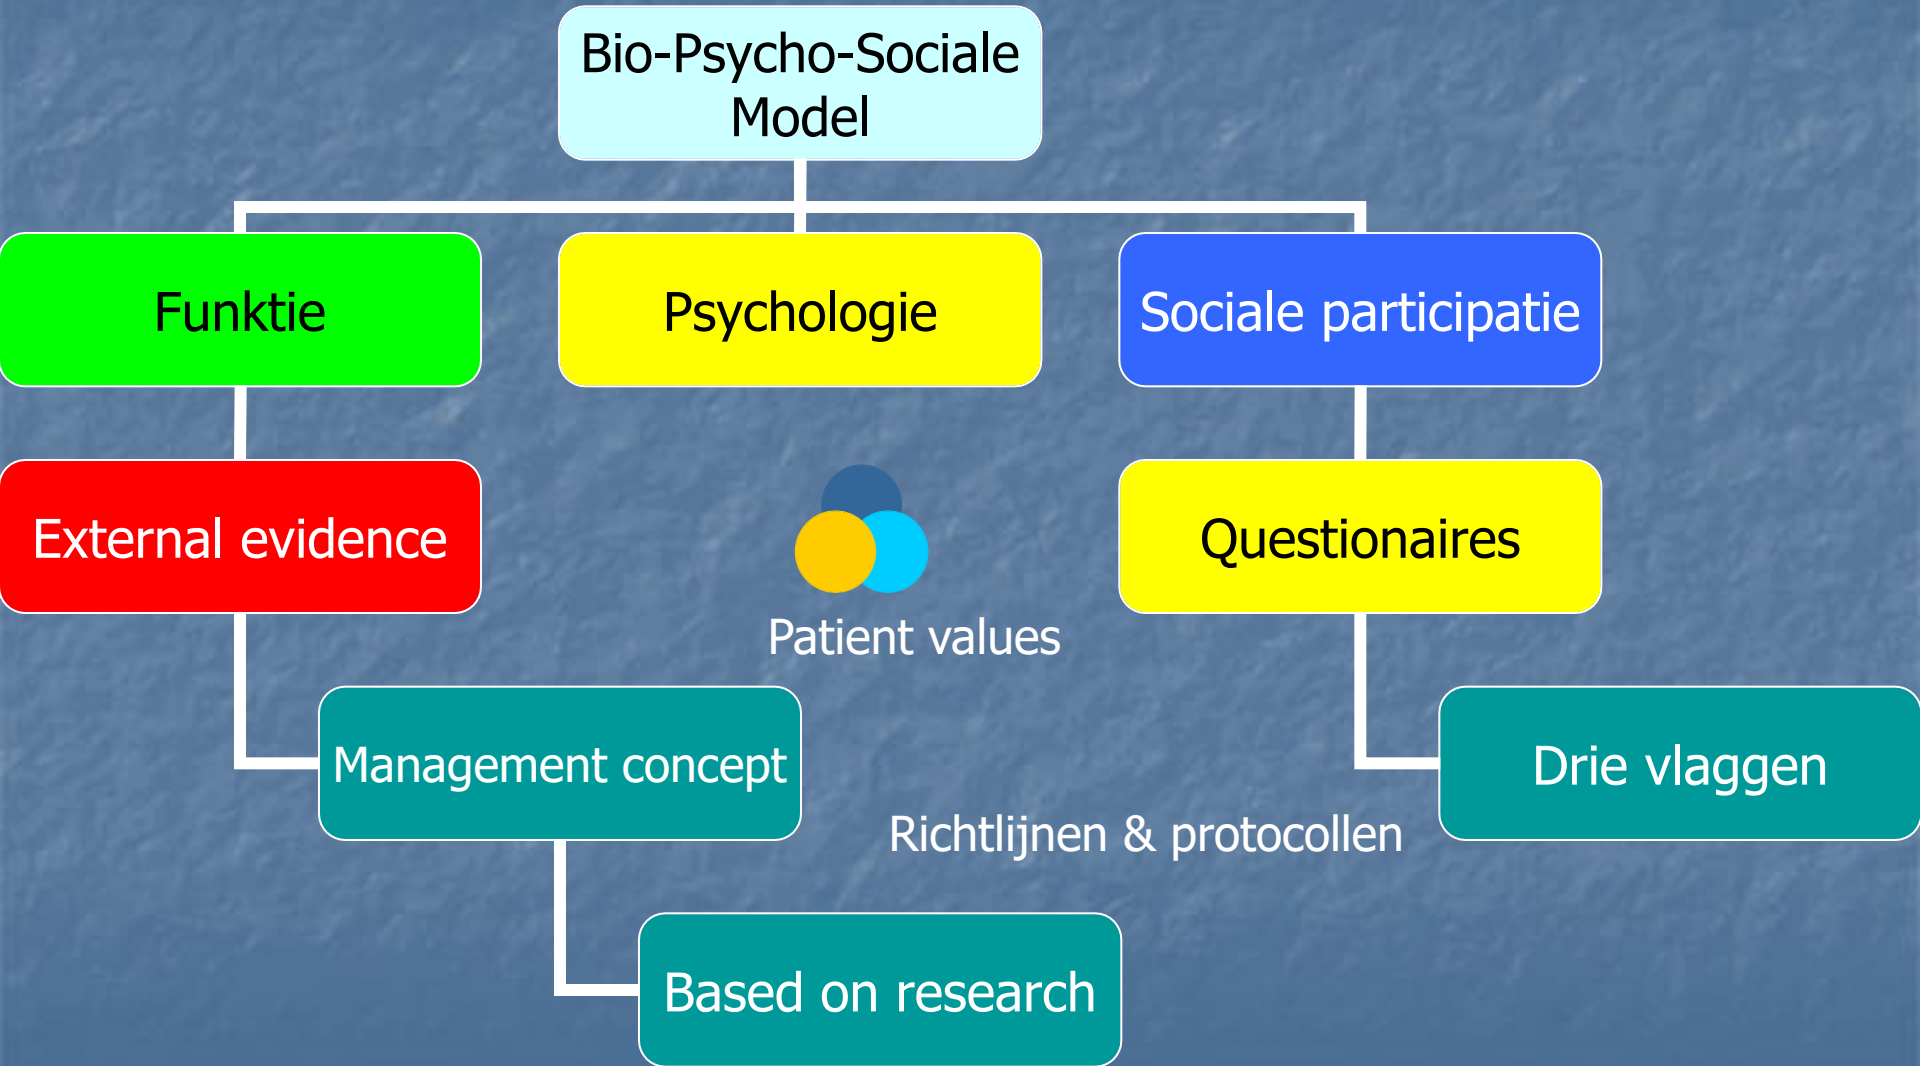 Bio-Psycho-Sociale
Model
Funktie
Psychologie
Sociale participatie
External evidence
Questionaires
Patient values
Management concept
Drie vlaggen
Richtlijnen & protocollen
Based on research